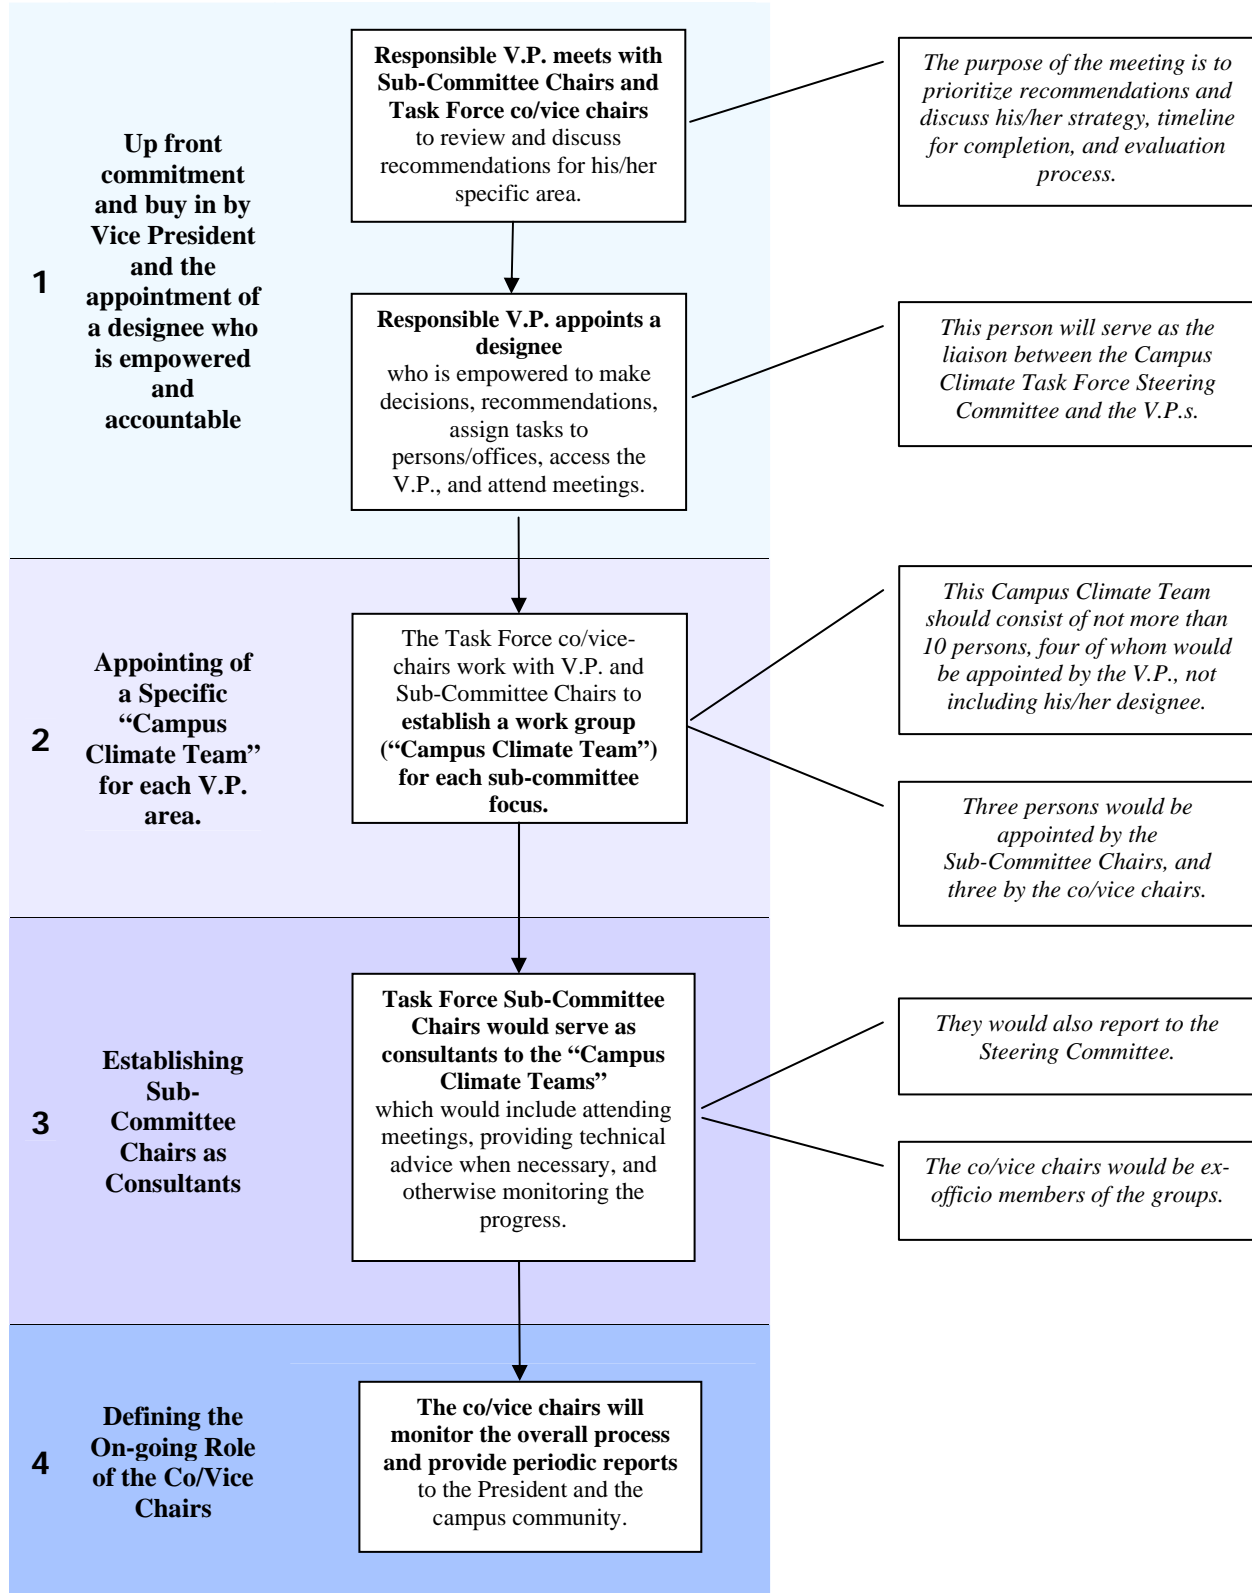 1
Up front
commitment
and buy in by
Vice President
and the
appointment of
a designee who
is empowered
and
accountable
Responsible V.P. meets with
Sub-Committee Chairs and
Task Force co/vice chairs
to review and discuss
recommendations for his/her
specific area.
The purpose of the meeting is to
prioritize recommendations and
discuss his/her strategy, timeline
for completion, and evaluation
process.
Responsible V.P. appoints a
designee
who is empowered to make
decisions, recommendations,
assign tasks to
persons/offices, access the
V.P., and attend meetings.
This person will serve as the
liaison between the Campus
Climate Task Force Steering
Committee and the V.P.s.
2
Appointing of
a Specific
“Campus
Climate Team”
for each V.P.
area.
The Task Force co/vice-
chairs work with V.P. and
Sub-Committee Chairs to
establish a work group
(“Campus Climate Team”)
for each sub-committee
focus.
This Campus Climate Team
should consist of not more than
10 persons, four of whom would
be appointed by the V.P., not
including his/her designee.
Three persons would be
appointed by the
Sub-Committee Chairs, and
three by the co/vice chairs.
3
Establishing
Sub-
Committee
Chairs as
Consultants
Task Force Sub-Committee
Chairs would serve as
consultants to the “Campus
Climate Teams”
which would include attending
meetings, providing technical
advice when necessary, and
otherwise monitoring the
progress.
They would also report to the
Steering Committee.
The co/vice chairs would be ex-
officio members of the groups.
4
Defining the
On-going Role
of the Co/Vice
Chairs
The co/vice chairs will
monitor the overall process
and provide periodic reports
to the President and the
campus community.